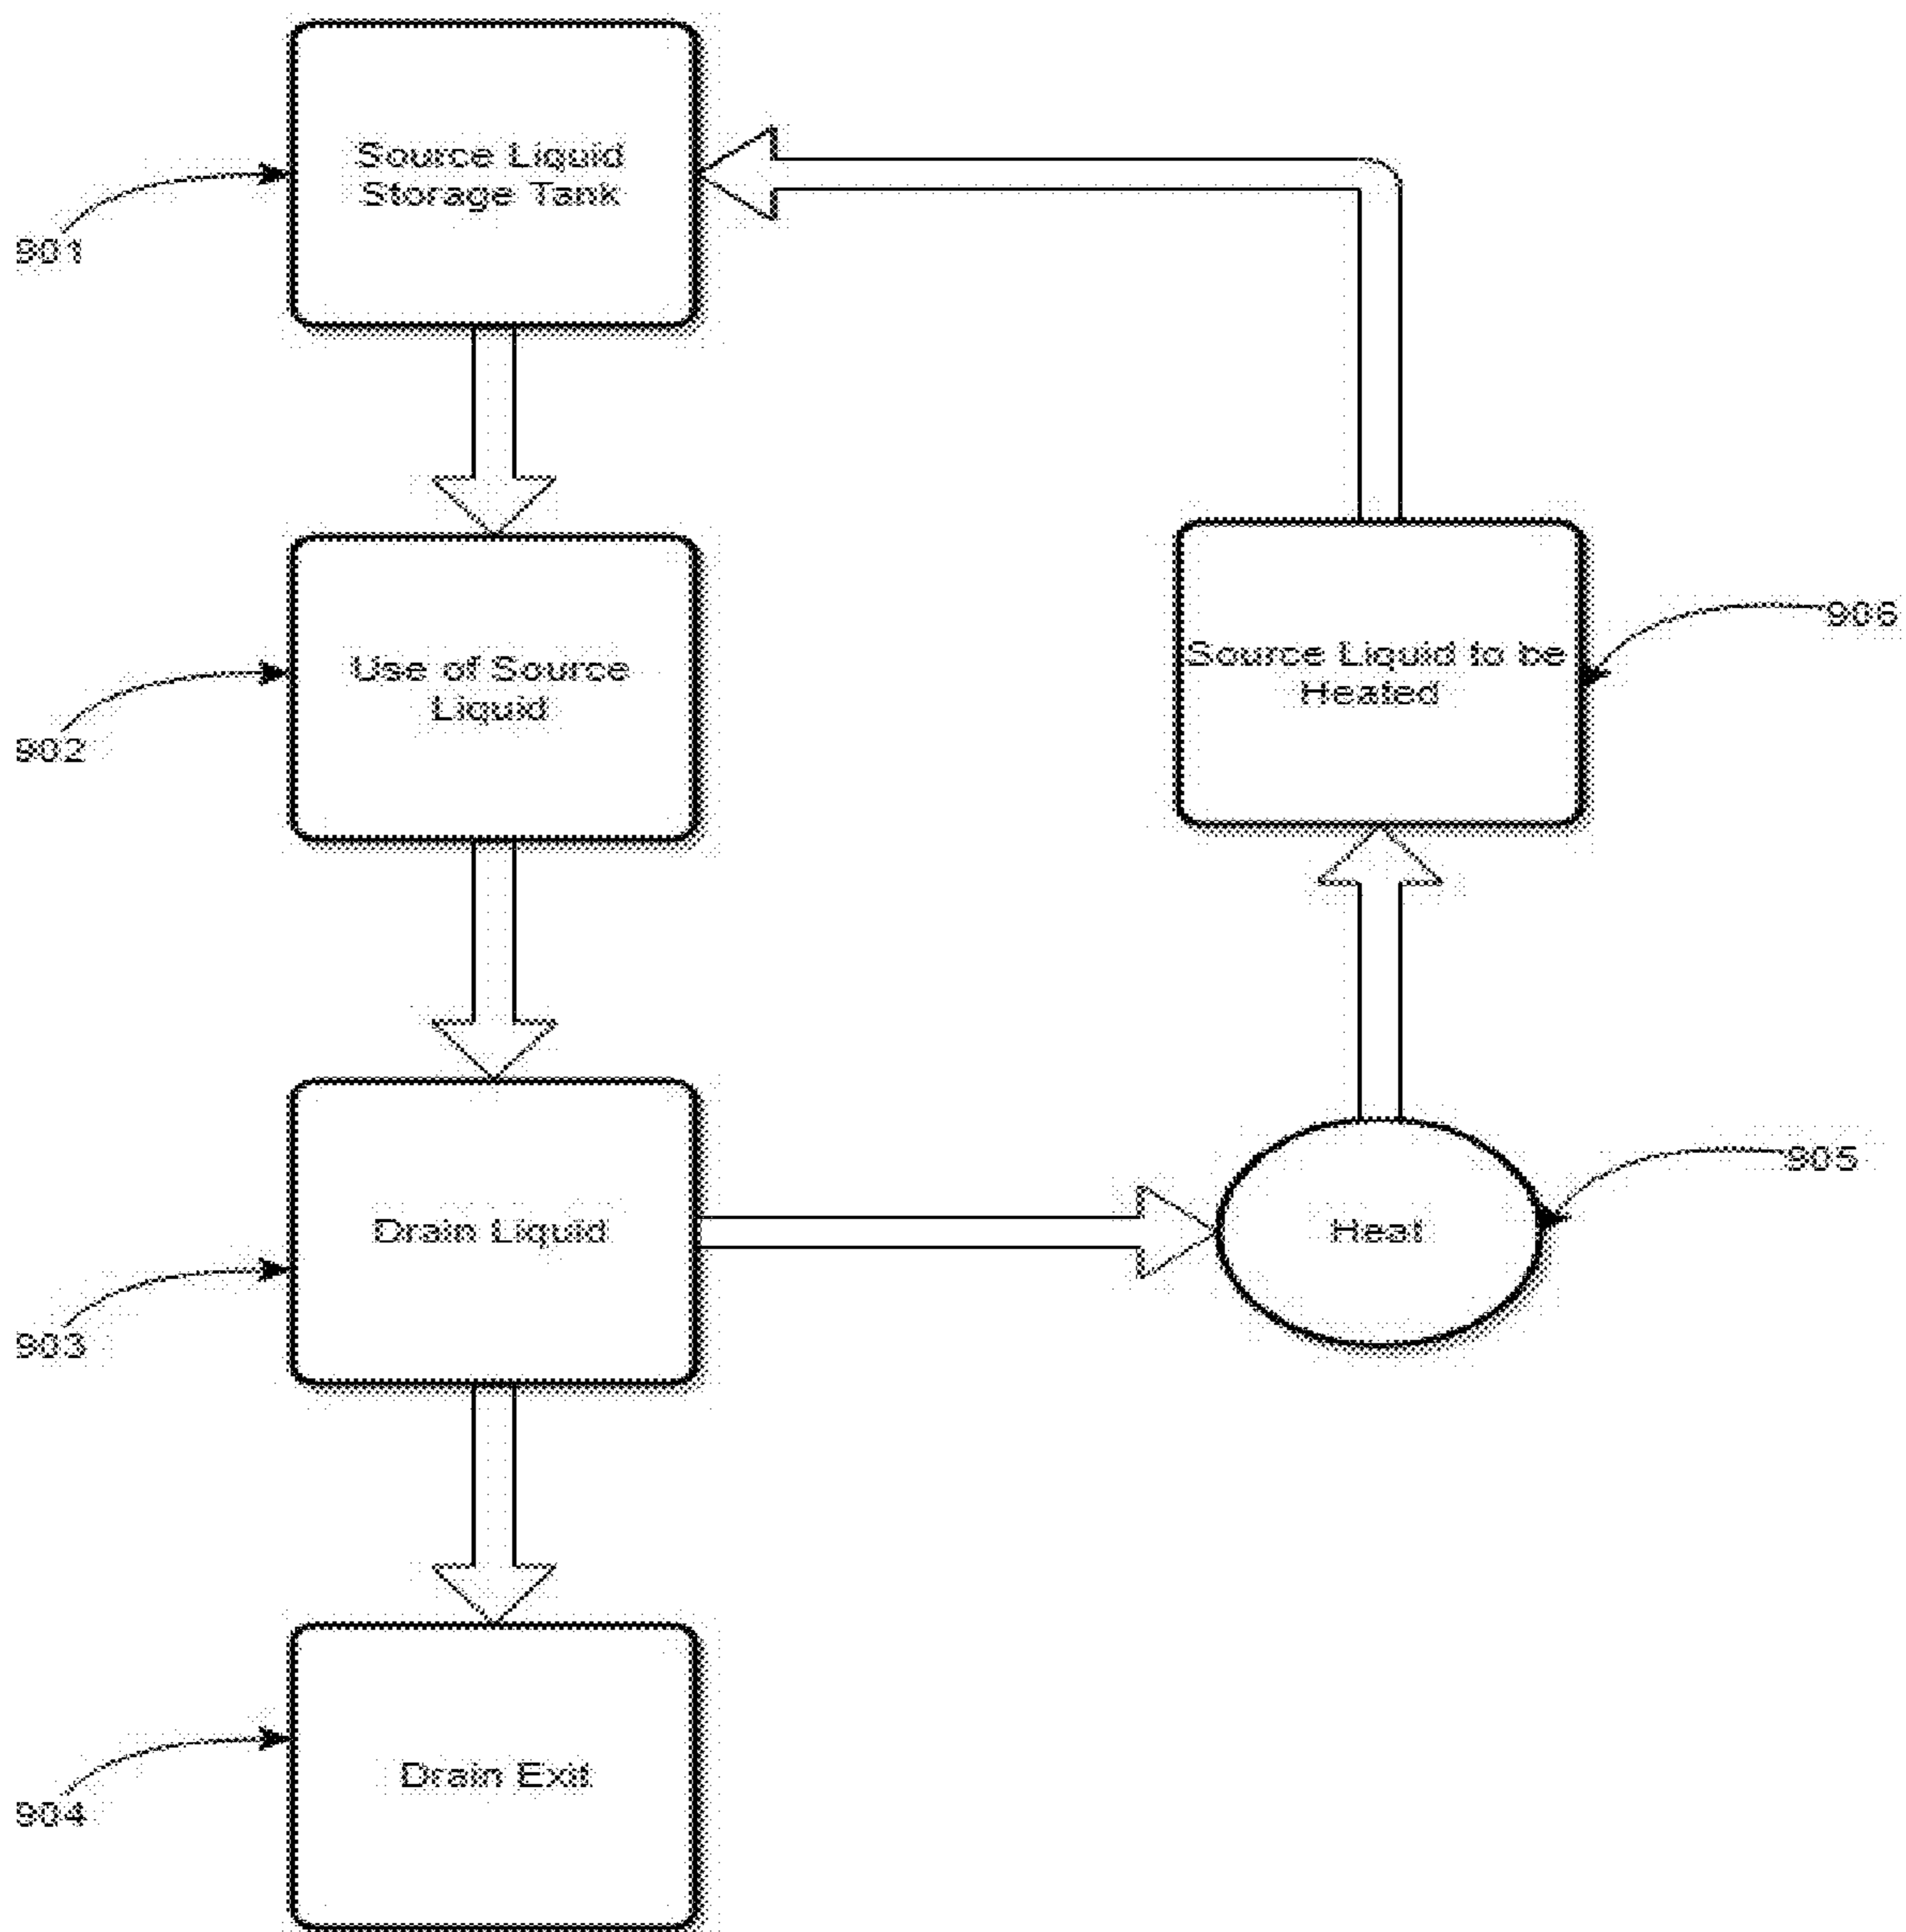 Source Liquid
Storage Tank
901
Use of Source
Liquid
902
Source Liquid to be
Heated
906
Drain Liquid
903
Heat
905
Drain Exit
904